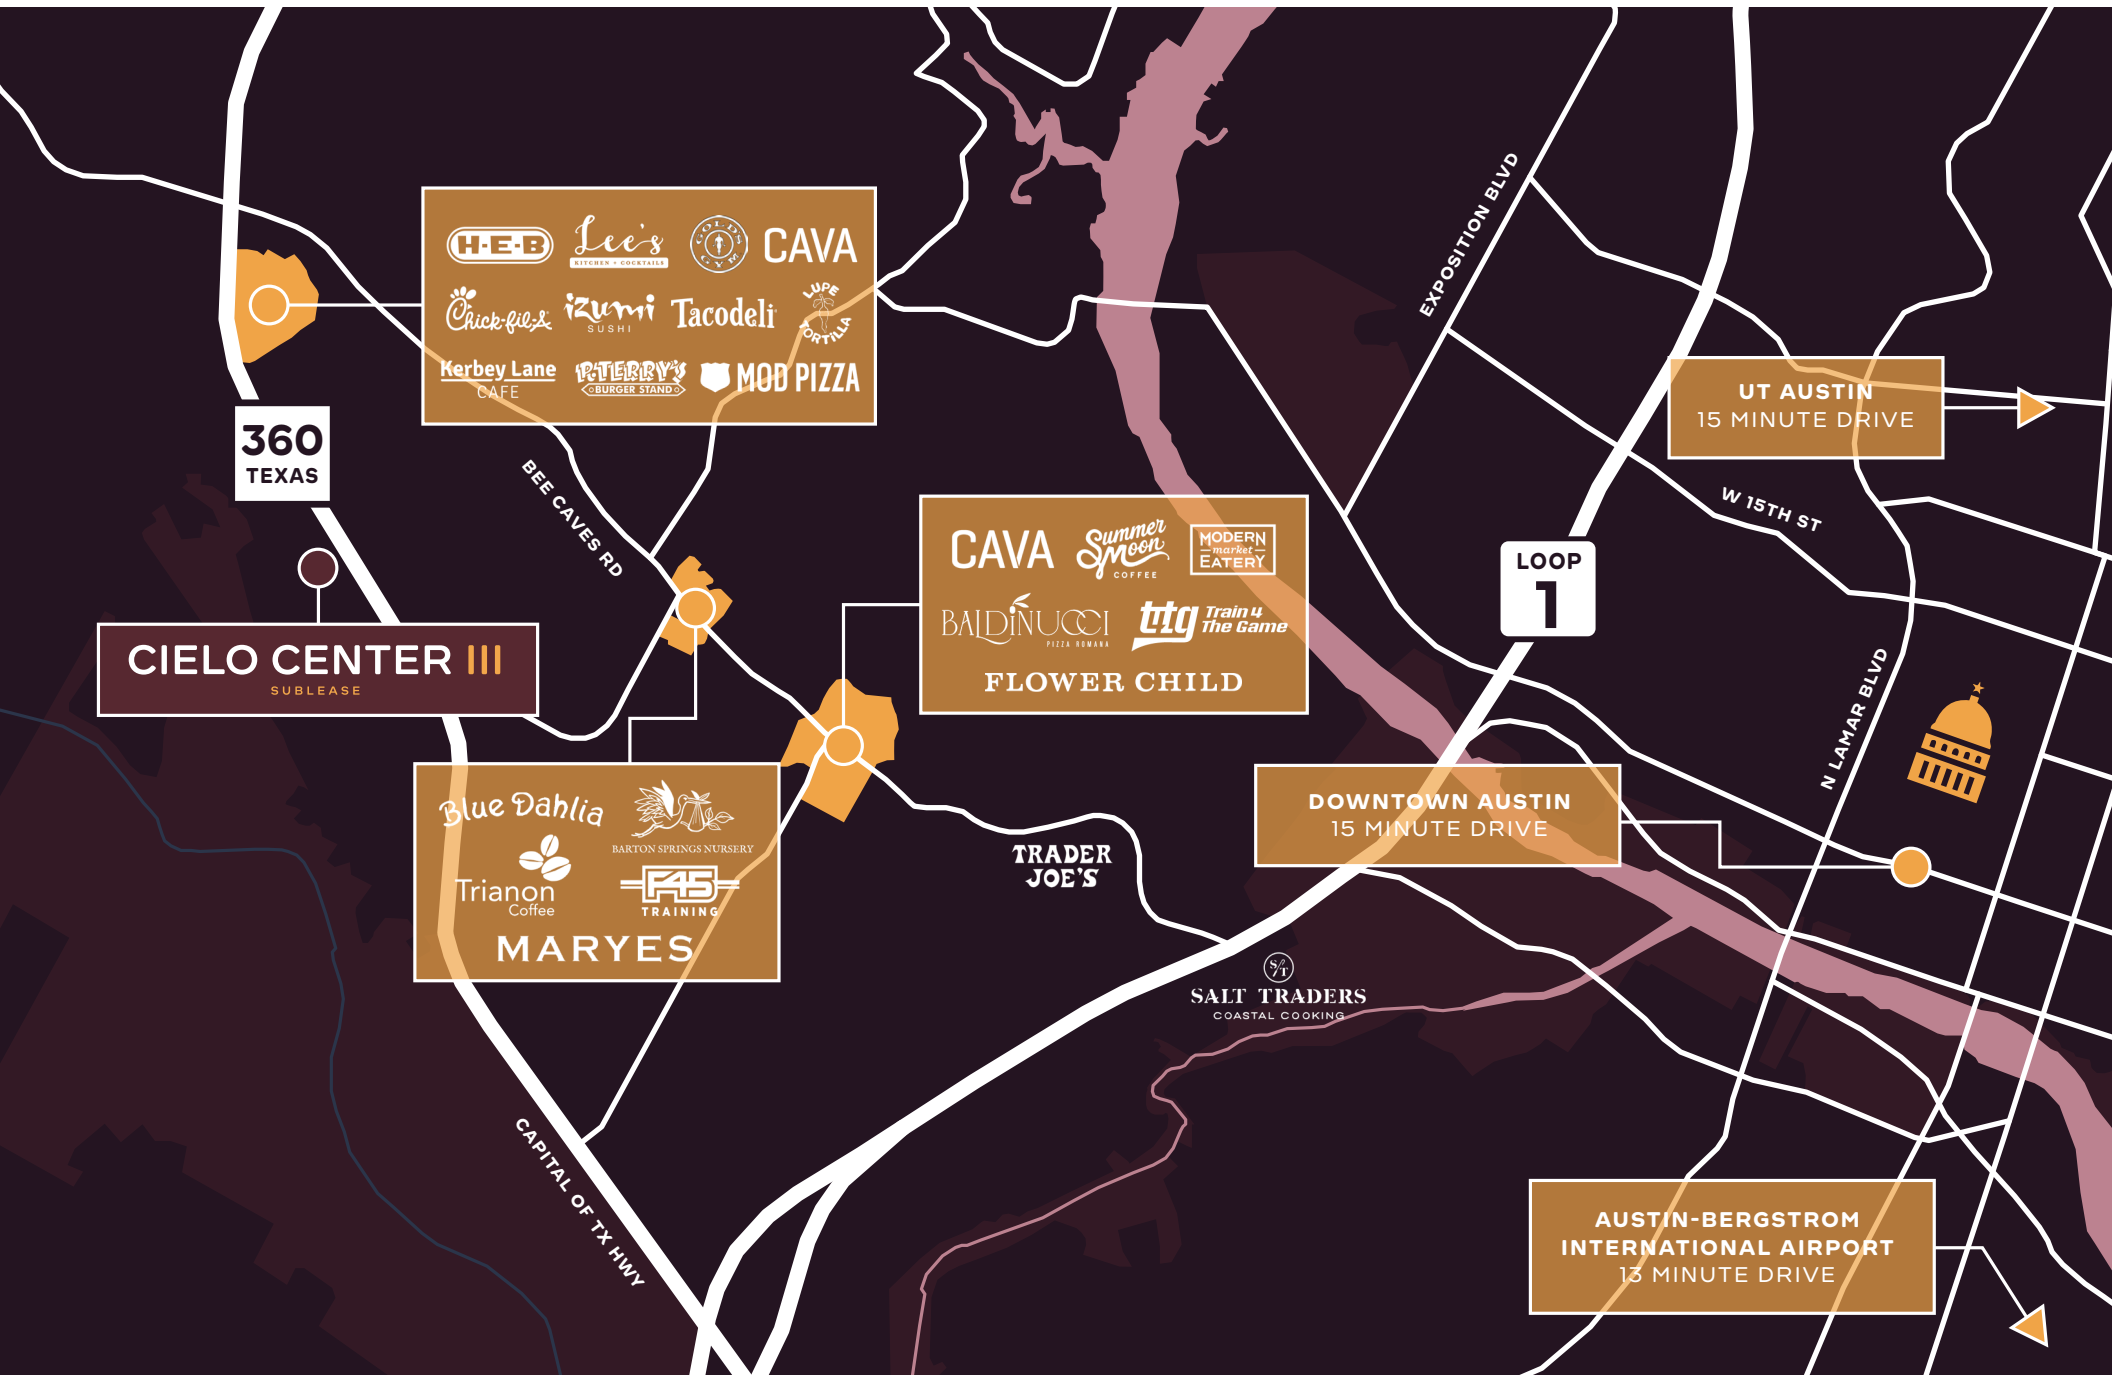 H-E-B
Lee's
KITCHEN + COCKTAILS
GOLDS GYM
CAVA
Chick-fil-A
izumi
SUSHI
Tacodeli
LUPE
TORTILLA
Kerbey Lane
CAFE
P.TERRY'S
BURGER STAND
MOD PIZZA
EXPOSITION BLVD
UT AUSTIN
15 MINUTE DRIVE
360
TEXAS
BEE CAVES RD
W 15TH ST
CAVA
Summer
Moon
COFFEE
MODERN
market
EATERY
BALDINUCCI
PIZZA ROMANA
ttg Train 4
The Game
FLOWER CHILD
LOOP
1
CIELO CENTER III
SUBLEASE
N LAMAR BLVD
Blue Dahlia
BARTON SPRINGS NURSERY
Trianon
Coffee
F45
TRAINING
MARYES
DOWNTOWN AUSTIN
15 MINUTE DRIVE
TRADER
JOE'S
S/T
SALT TRADERS
COASTAL COOKING
CAPITAL OF TX HWY
AUSTIN-BERGSTROM
INTERNATIONAL AIRPORT
13 MINUTE DRIVE